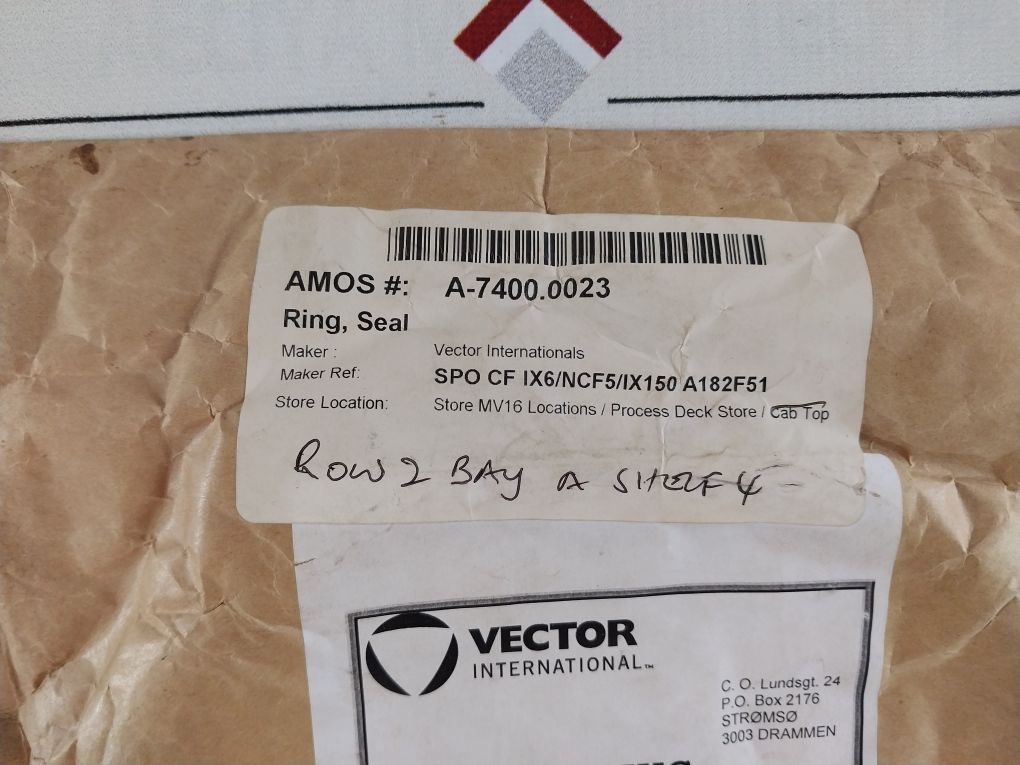 AMOS #: A-7400.0023
Ring, Seal
Maker : Vector Internationals
Maker Ref: SPO CF IX6/NCF5/IX150 A182F51
Store Location: Store MV16 Locations / Process Deck Store / Cab Top
ROW 2 BAY A SHELF 4
VECTOR
INTERNATIONAL™
C. O. Lundsgt. 24
P.O. Box 2176
STRØMSØ
3003 DRAMMEN